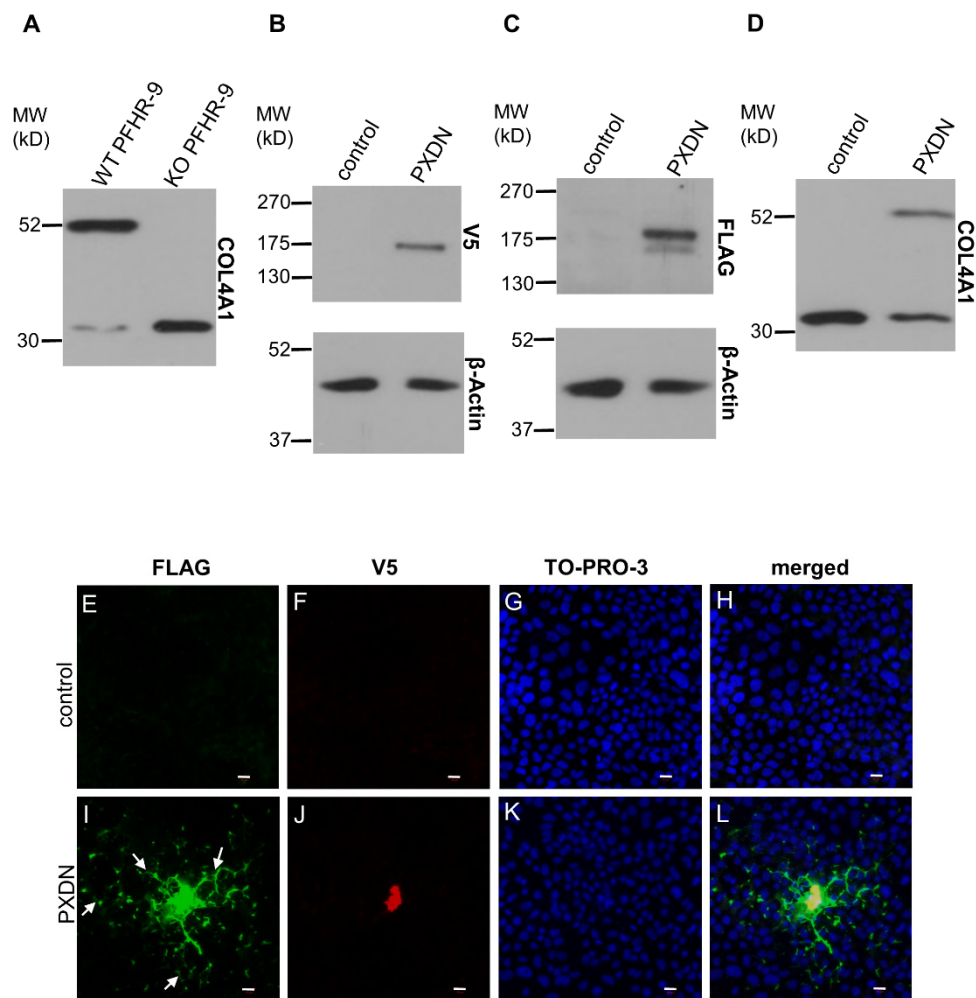 A
B
C
D
MW
(kD)
WT PFHR-9
KO PFHR-9
52
30
COL4A1
MW
(kD)
control
PXDN
270
175
130
V5
52
37
β-Actin
MW
(kD)
control
PXDN
270
175
130
FLAG
52
37
β-Actin
MW
(kD)
control
PXDN
52
30
COL4A1
FLAG
V5
TO-PRO-3
merged
control
E
F
G
H
PXDN
I
J
K
L